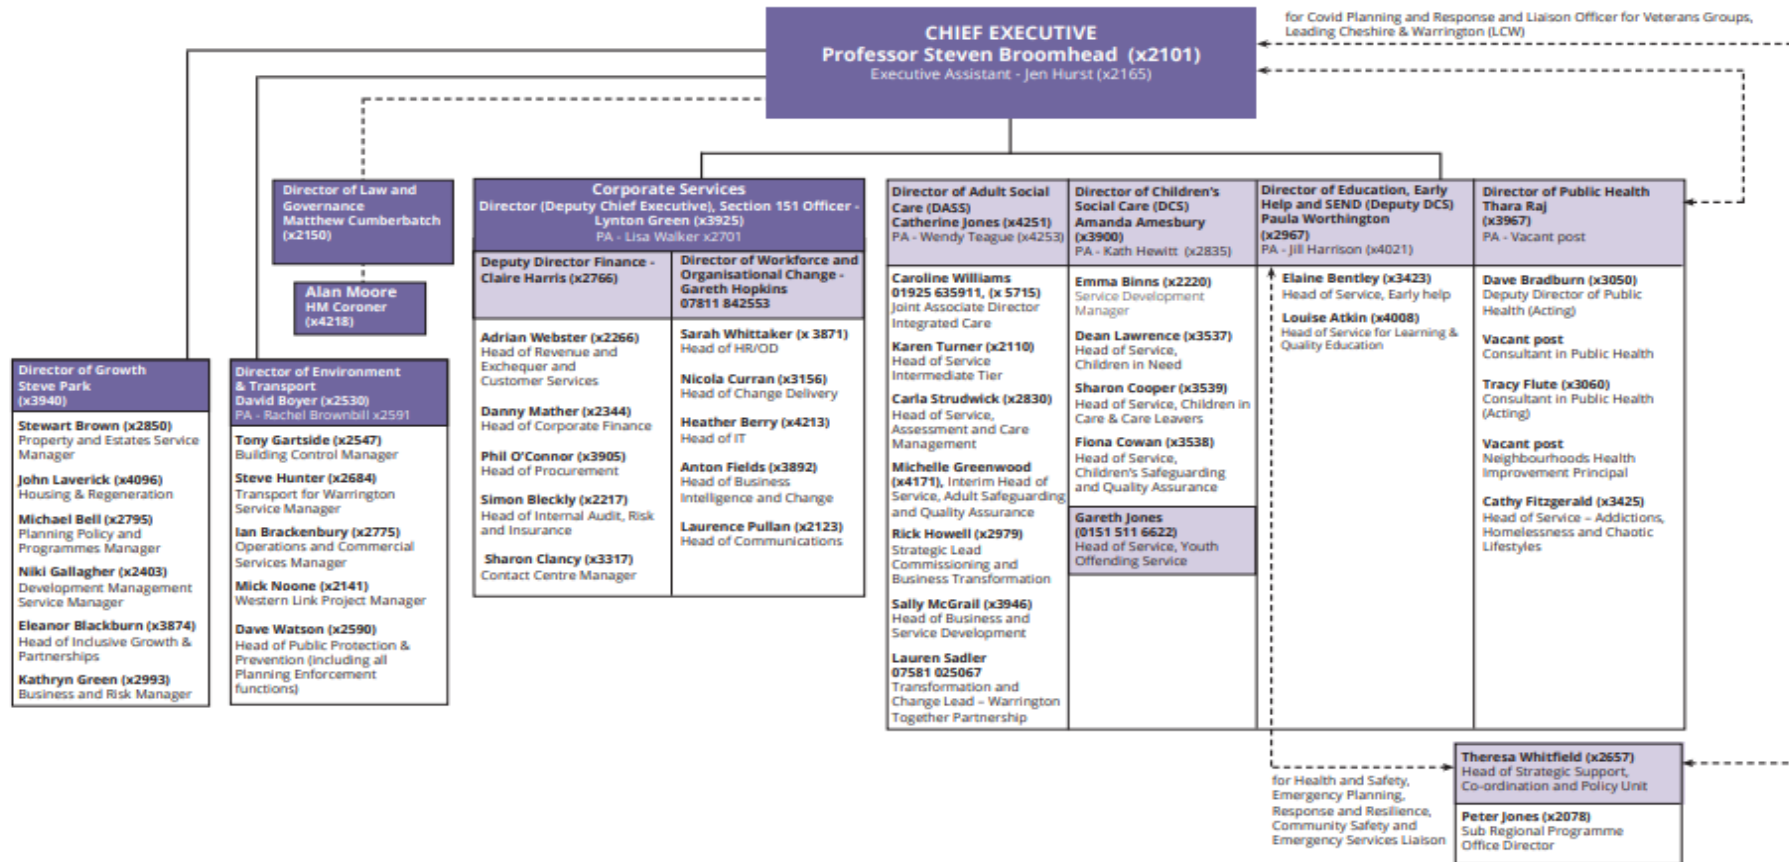 for Covid Planning and Response and Liaison Officer for Veterans Groups,
Leading Cheshire & Warrington (LCW)
CHIEF EXECUTIVE
Professor Steven Broomhead (x2101)
Executive Assistant - Jen Hurst (x2165)
Director of Law and
Governance
Matthew Cumberbatch
(x2150)
Alan Moore
HM Coroner
(x4218)
Director of Growth
Steve Park
(x3940)
Stewart Brown (x2850)
Property and Estates Service
Manager
John Laverick (x4096)
Housing & Regeneration
Michael Bell (x2795)
Planning Policy and
Programmes Manager
Niki Gallagher (x2403)
Development Management
Service Manager
Eleanor Blackburn (x3874)
Head of Inclusive Growth &
Partnerships
Kathryn Green (x2993)
Business and Risk Manager
Director of Environment
& Transport
David Boyer (x2530)
PA - Rachel Brownbill x2591
Tony Gartside (x2547)
Building Control Manager
Steve Hunter (x2684)
Transport for Warrington
Service Manager
Ian Brackenbury (x2775)
Operations and Commercial
Services Manager
Mick Noone (x2141)
Western Link Project Manager
Dave Watson (x2590)
Head of Public Protection &
Prevention (including all
Planning Enforcement
functions)
Corporate Services
Director (Deputy Chief Executive), Section 151 Officer -
Lynton Green (x3925)
PA - Lisa Walker x2701
Deputy Director Finance -
Claire Harris (x2766)
Adrian Webster (x2266)
Head of Revenue and
Exchequer and
Customer Services
Danny Mather (x2344)
Head of Corporate Finance
Phil O'Connor (x3905)
Head of Procurement
Simon Bleckly (x2217)
Head of Internal Audit, Risk
and Insurance
Sharon Clancy (x3317)
Contact Centre Manager
Director of Workforce and
Organisational Change -
Gareth Hopkins
07811 842553
Sarah Whittaker (x 3871)
Head of HR/OD
Nicola Curran (x3156)
Head of Change Delivery
Heather Berry (x4213)
Head of IT
Anton Fields (x3892)
Head of Business
Intelligence and Change
Laurence Pullan (x2123)
Head of Communications
Director of Adult Social
Care (DASS)
Catherine Jones (x4251)
PA - Wendy Teague (x4253)
Caroline Williams
01925 635911, (x 5715)
Joint Associate Director
Integrated Care
Karen Turner (x2110)
Head of Service
Intermediate Tier
Carla Strudwick (x2830)
Head of Service,
Assessment and Care
Management
Michelle Greenwood
(x4171), Interim Head of
Service, Adult Safeguarding
and Quality Assurance
Rick Howell (x2979)
Strategic Lead
Commissioning and
Business Transformation
Sally McGrail (x3946)
Head of Business and
Service Development
Lauren Sadler
07581 025067
Transformation and
Change Lead – Warrington
Together Partnership
Director of Children's
Social Care (DCS)
Amanda Amesbury
(x3900)
PA - Kath Hewitt (x2835)
Emma Binns (x2220)
Service Development
Manager
Dean Lawrence (x3537)
Head of Service,
Children in Need
Sharon Cooper (x3539)
Head of Service, Children in
Care & Care Leavers
Fiona Cowan (x3538)
Head of Service,
Children's Safeguarding
and Quality Assurance
Gareth Jones
(0151 511 6622)
Head of Service, Youth
Offending Service
Director of Education, Early
Help and SEND (Deputy DCS)
Paula Worthington
(x2967)
PA - Jill Harrison (x4021)
Elaine Bentley (x3423)
Head of Service, Early help
Louise Atkin (x4008)
Head of Service for Learning &
Quality Education
Director of Public Health
Thara Raj
(x3967)
PA - Vacant post
Dave Bradburn (x3050)
Deputy Director of Public
Health (Acting)
Vacant post
Consultant in Public Health
Tracy Flute (x3060)
Consultant in Public Health
(Acting)
Vacant post
Neighbourhoods Health
Improvement Principal
Cathy Fitzgerald (x3425)
Head of Service – Addictions,
Homelessness and Chaotic
Lifestyles
for Health and Safety,
Emergency Planning,
Response and Resilience,
Community Safety and
Emergency Services Liaison
Theresa Whitfield (x2657)
Head of Strategic Support,
Co-ordination and Policy Unit
Peter Jones (x2078)
Sub Regional Programme
Office Director